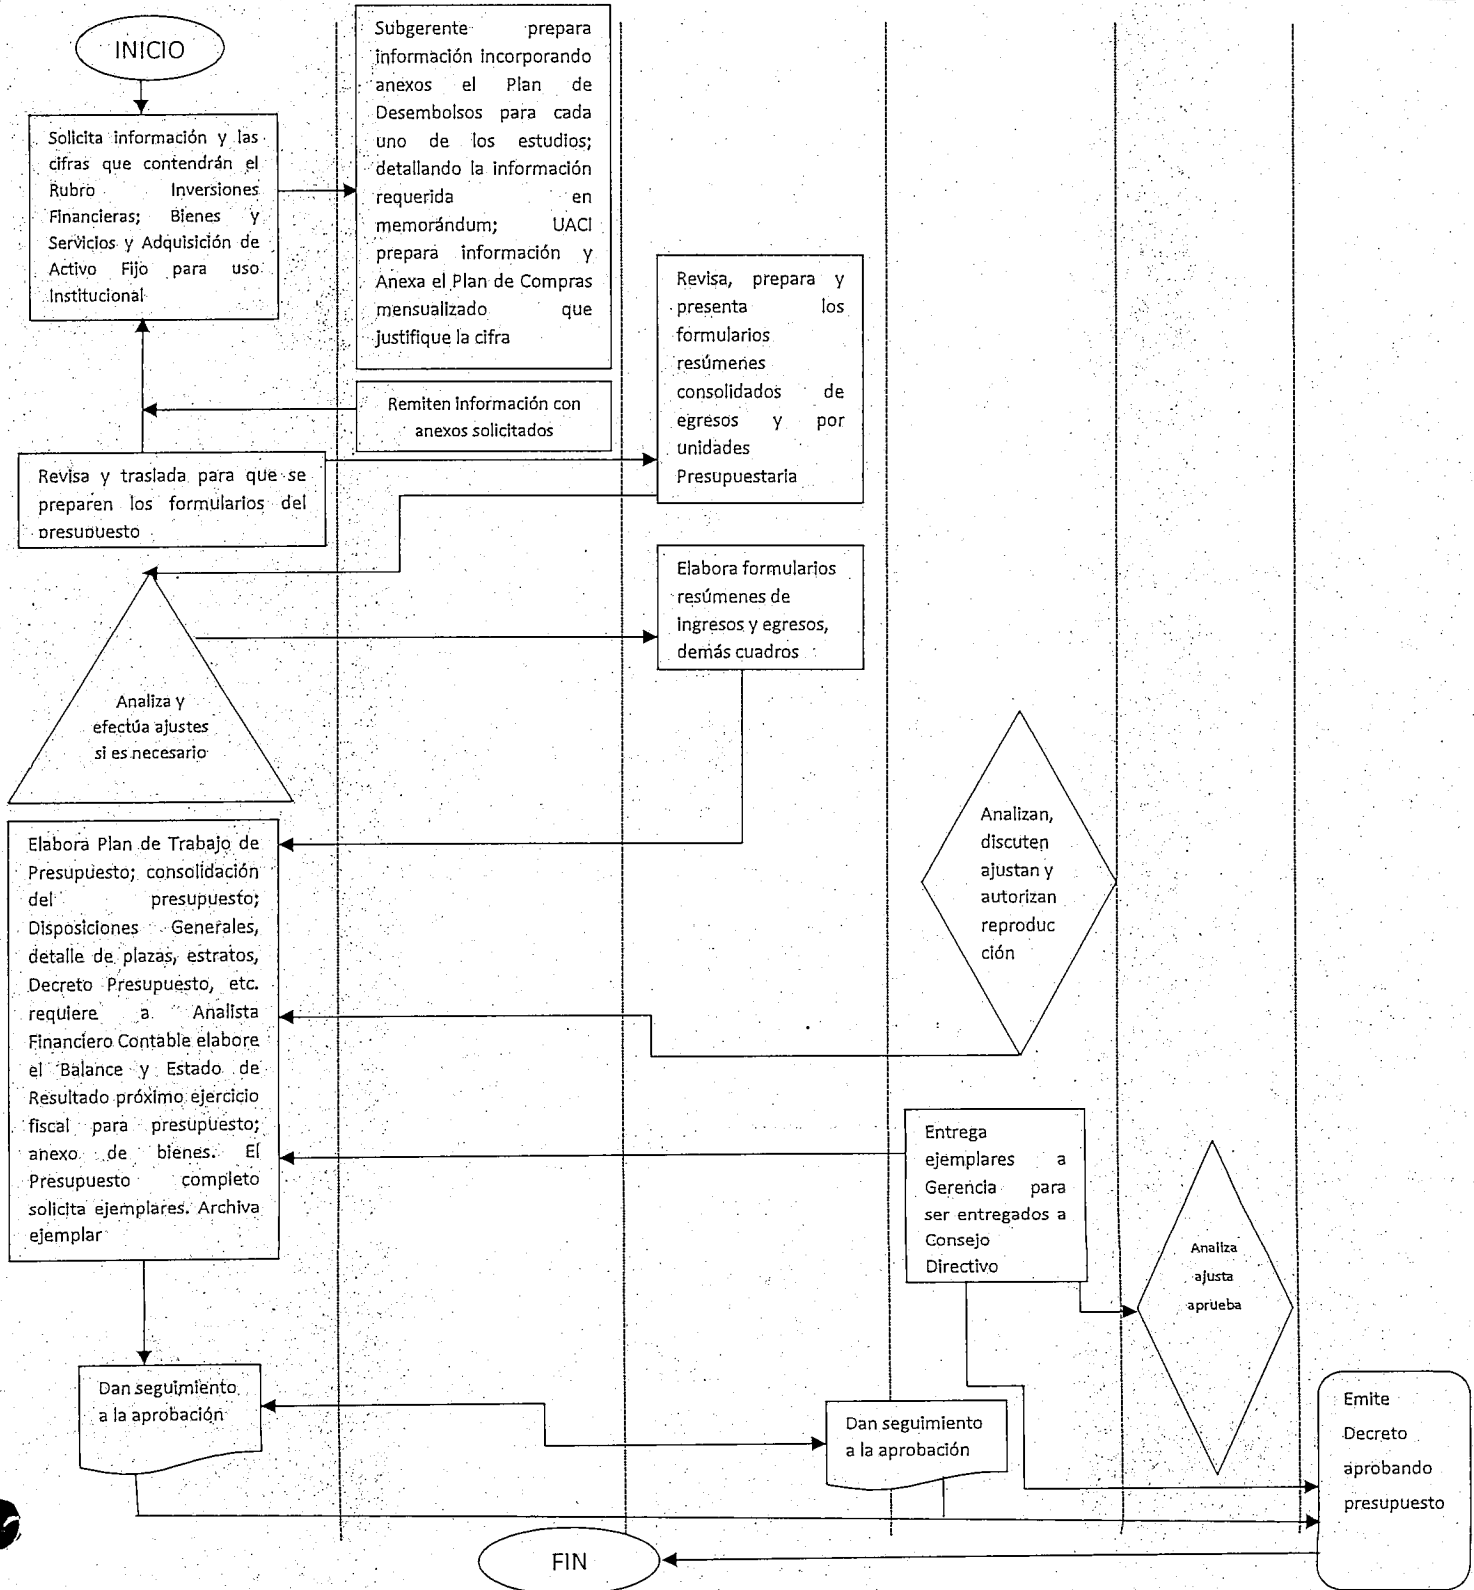 INICIO
Solicita información y las
cifras que contendrán el
Rubro Inversiones
Financieras; Bienes y
Servicios y Adquisición de
Activo Fijo para uso
Institucional
Subgerente prepara
información incorporando
anexos el Plan de
Desembolsos para cada
uno de los estudios;
detallando la información
requerida en
memorándum; UACI
prepara información y
Anexa el Plan de Compras
mensualizado que
justifique la cifra
Remiten información con
anexos solicitados
Revisa y traslada para que se
preparen los formularios del
presupuesto
Revisa, prepara y
presenta los
formularios
resúmenes
consolidados de
egresos y por
unidades
Presupuestaria
Analiza y
efectúa ajustes
si es necesario
Elabora formularios
resúmenes de
ingresos y egresos,
demás cuadros
Elabora Plan de Trabajo de
Presupuesto; consolidación
del presupuesto;
Disposiciones Generales,
detalle de plazas, estratos,
Decreto Presupuesto, etc.
requiere a Analista
Financiero Contable elabore
el Balance y Estado de
Resultado próximo ejercicio
fiscal para presupuesto;
anexo de bienes. El
Presupuesto completo
solicita ejemplares. Archiva
ejemplar
Analizan,
discuten
ajustan y
autorizan
reproduc
ción
Entrega
ejemplares a
Gerencia para
ser entregados a
Consejo
Directivo
Analiza
ajusta
aprueba
Dan seguimiento
a la aprobación
Dan seguimiento
a la aprobación
Emite
Decreto
aprobando
presupuesto
FIN